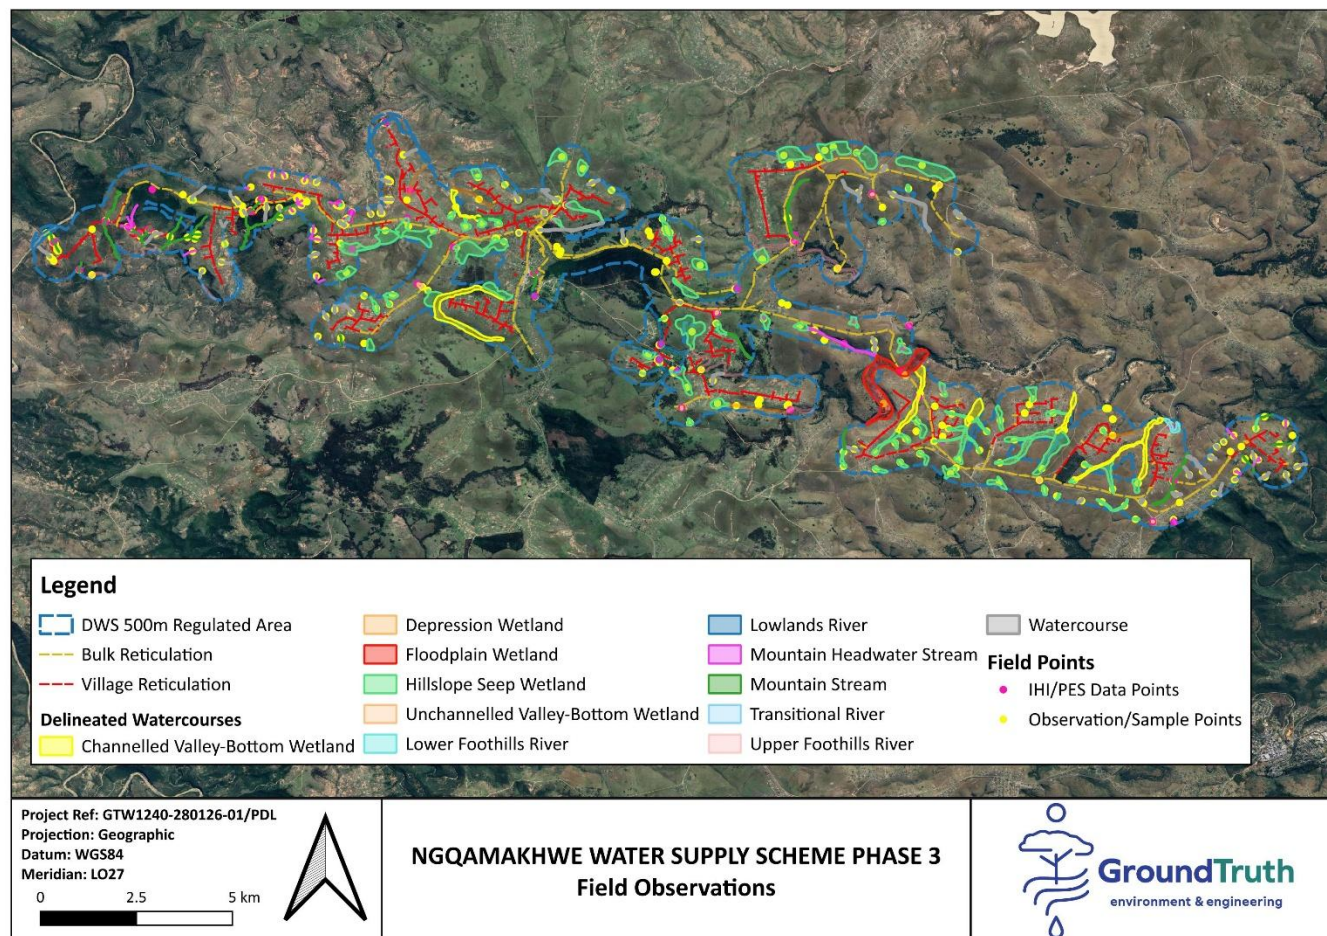 Legend
DWS 500m Regulated Area
Bulk Reticulation
Village Reticulation
Delineated Watercourses
Channelled Valley-Bottom Wetland
Depression Wetland
Floodplain Wetland
Hillslope Seep Wetland
Unchannelled Valley-Bottom Wetland
Lower Foothills River
Lowlands River
Mountain Headwater Stream
Mountain Stream
Transitional River
Upper Foothills River
Watercourse
Field Points
IHI/PES Data Points
Observation/Sample Points
Project Ref: GTW1240-280126-01/PDL
Projection: Geographic
Datum: WGS84
Meridian: LO27
0 2.5 5 km
NGQAMAKHWE WATER SUPPLY SCHEME PHASE 3
Field Observations
GroundTruth
environment & engineering